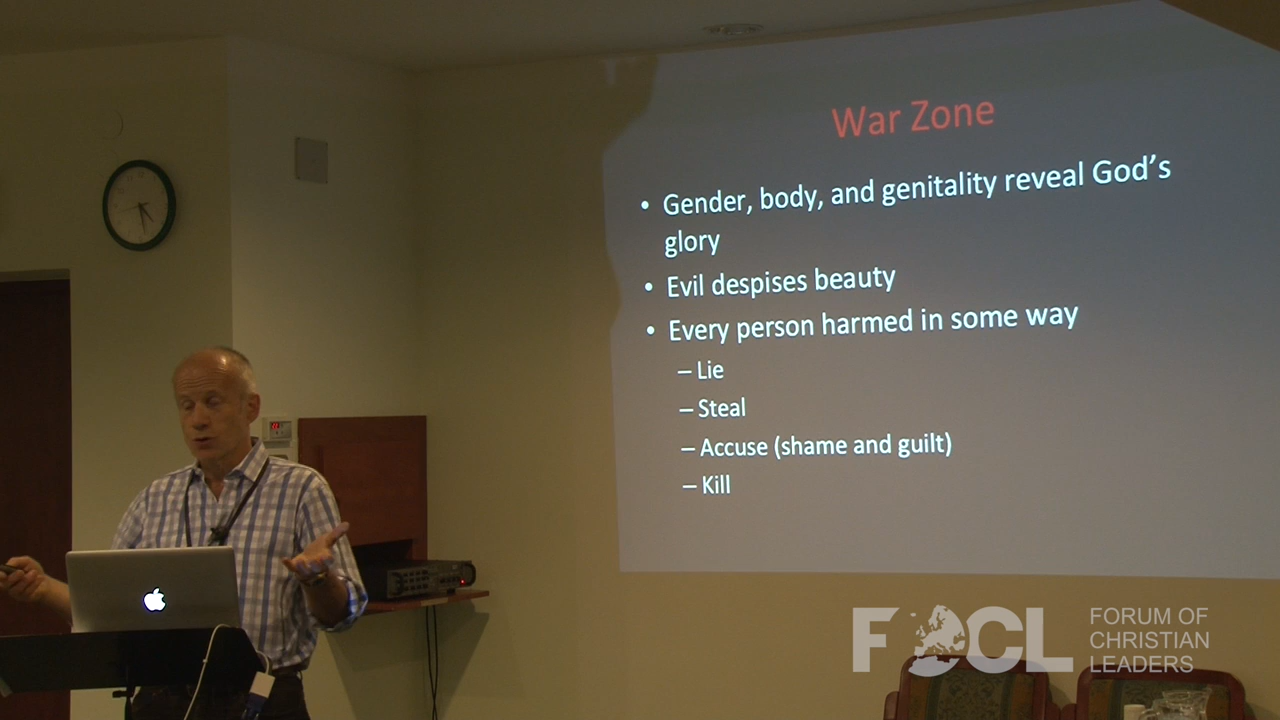 War Zone
• Gender, body, and genitality reveal God's
glory
• Evil despises beauty
• Every person harmed in some way
– Lie
– Steal
– Accuse (shame and guilt)
– Kill
FOCL
FORUM OF
CHRISTIAN
LEADERS